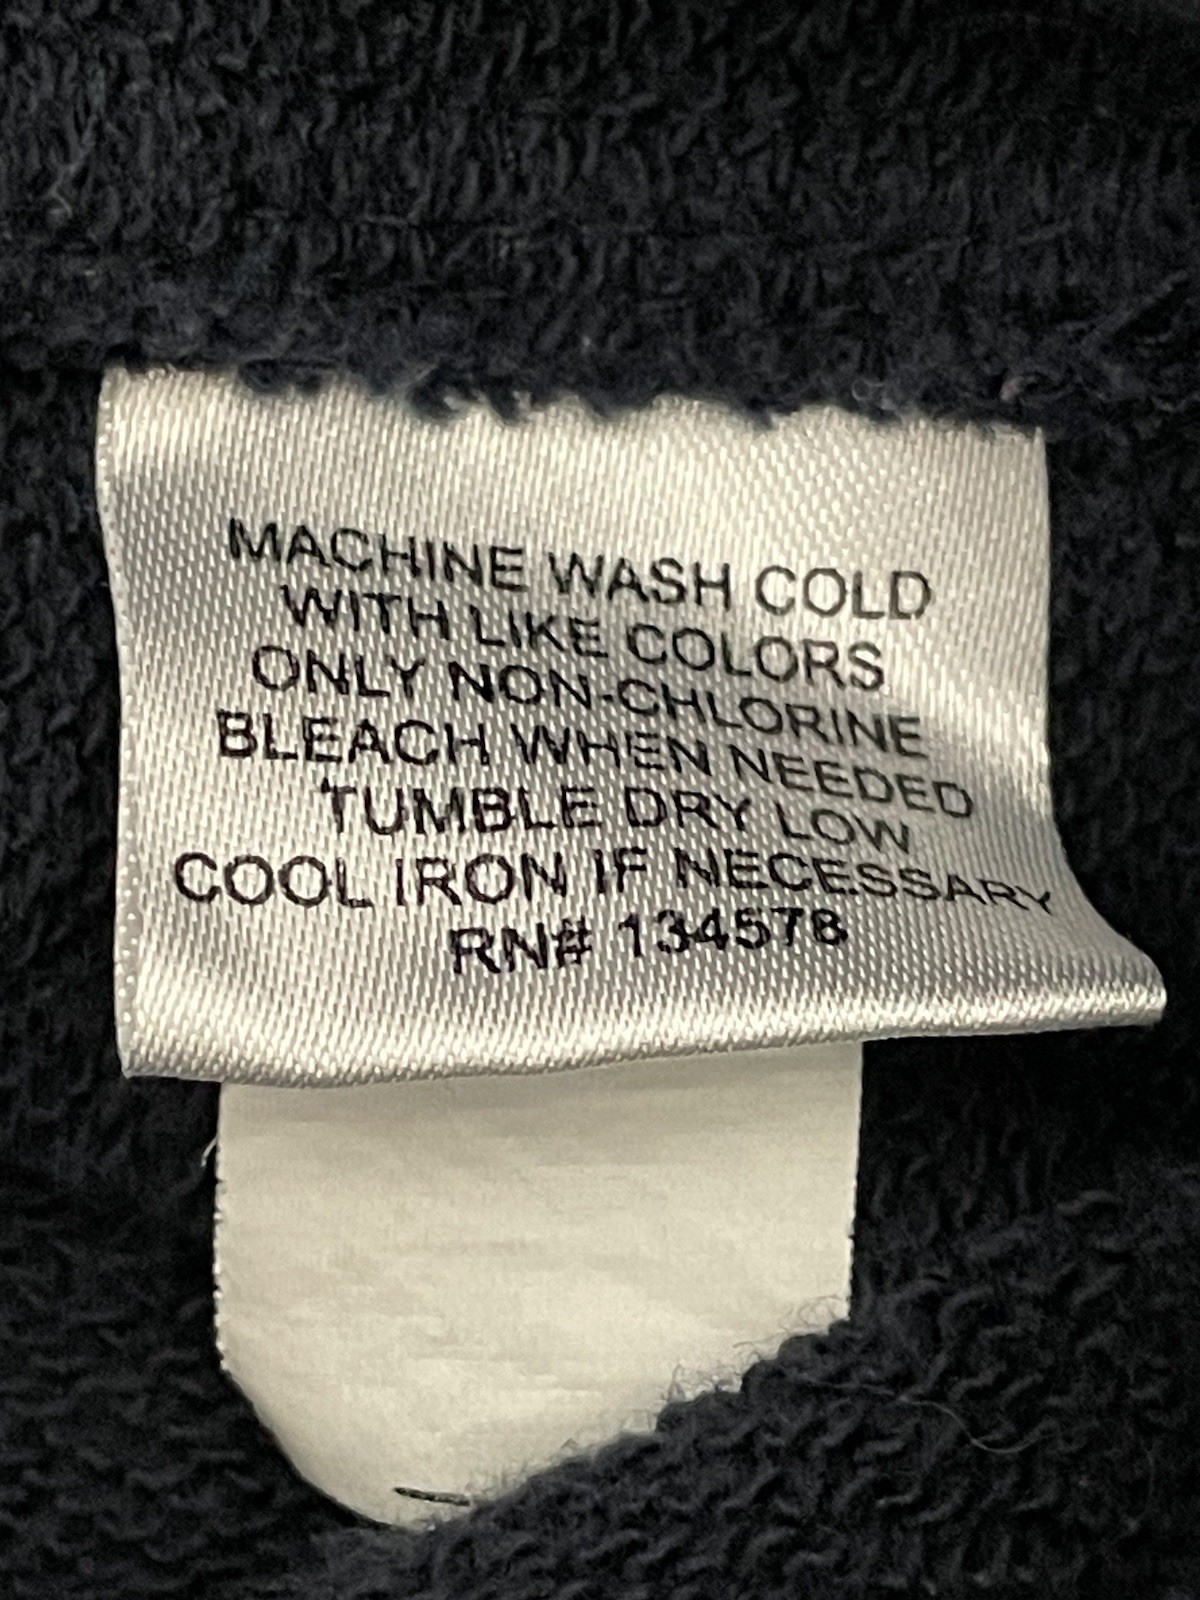 MACHINE WASH COLD
WITH LIKE COLORS
ONLY NON-CHLORINE
BLEACH WHEN NEEDED
TUMBLE DRY LOW
COOL IRON IF NECESSARY
RN# 134578